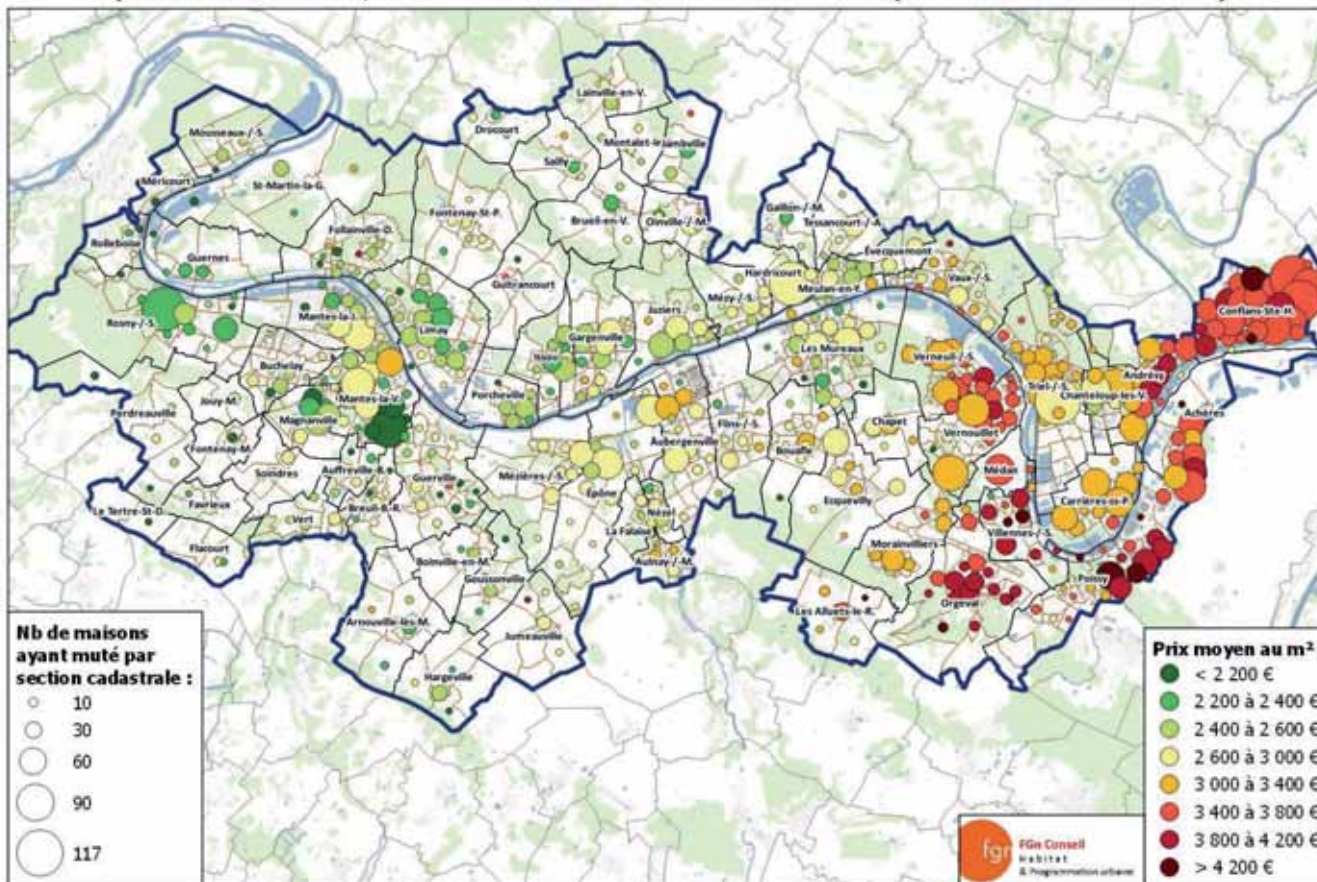 Lainville-en-V.
Mousseaux-/-S.
Drocourt
Montalet-le
Jambville
Sailly
Méricourt
St-Martin-la-G.
Fontenay-St-P.
Brueil-en-V.
Oinville-/-M.
Gaillon-/-M.
Tessancourt-/-A.
Rolleboise
Follainville-D.
Évecquemont
Guernes
Guitrancourt
Hardricourt
Vaux-/-S.
Meulan-en-Y.
Mézy-/-S.
Conflans-Ste-H.
Rosny-/-S.
Mantes-la-J.
Limay
Juziers
Gargenville
Issou
Les Mureaux
Verneuil-/-S.
Buchelay
Triel-/-S.
Andrésy
Chanteloup-les-V.
Perdreauville
Jouy-M.
Mantes-la-V.
Porcheville
Achères
Magnanville
Flins-/-S.
Chapet
Vernouillet
Fontenay-M.
Aubergenville
Bouafle
Soindres
Auffreville-B.
Guerville
Mézières-/-S.
Épône
Ecquevilly
Médan
Carrières-ss-P.
Favrieux
Le Tertre-St-D.
Vert
Breuil-B-R.
Nézel
Villennes-/-S.
La Falaise
Flacourt
Morainvilliers
Boinville-en-M.
Aulnay-/-M.
Poissy
Goussonville
Orgeval
Les Alluets-le-R.
Arnouville-lès-M.
Jumeauville
Hargeville
Nb de maisons
ayant muté par
section cadastrale :
10
30
60
90
117
fgn
FGn Conseil
Habitat
& Programmation urbaine
Prix moyen au m²
< 2 200 €
2 200 à 2 400 €
2 400 à 2 600 €
2 600 à 3 000 €
3 000 à 3 400 €
3 400 à 3 800 €
3 800 à 4 200 €
> 4 200 €